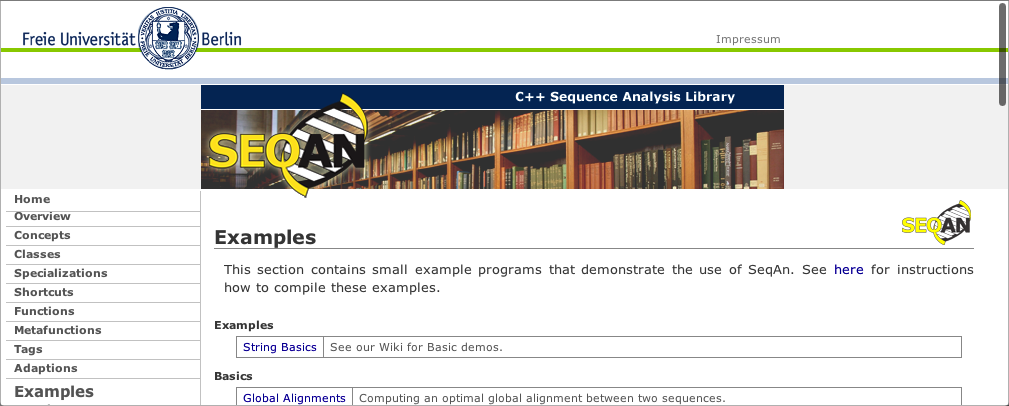 Freie Universität Berlin
Impressum
C++ Sequence Analysis Library
SEQAN
Home
Overview
Concepts
Classes
Specializations
Shortcuts
Functions
Metafunctions
Tags
Adaptions
Examples
SEQAN
Examples
This section contains small example programs that demonstrate the use of SeqAn. See here for instructions
how to compile these examples.
Examples
String Basics See our Wiki for Basic demos.
Basics
Global Alignments Computing an optimal global alignment between two sequences.